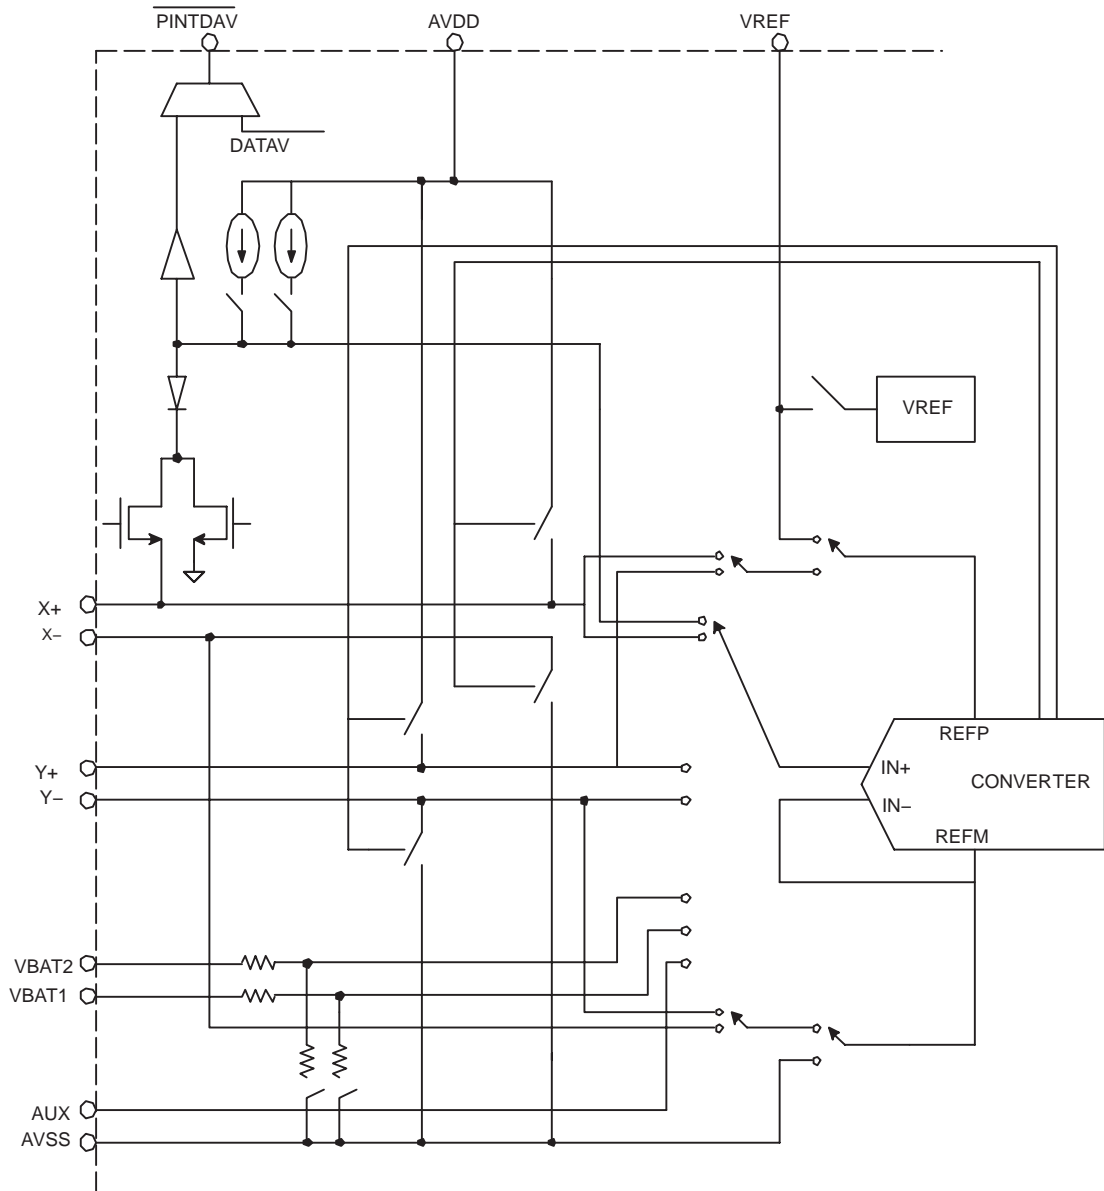 PINTDAV
AVDD
VREF
DATAV
VREF
X+
X–
REFP
Y+
IN+
CONVERTER
Y–
IN–
REFM
VBAT2
VBAT1
AUX
AVSS